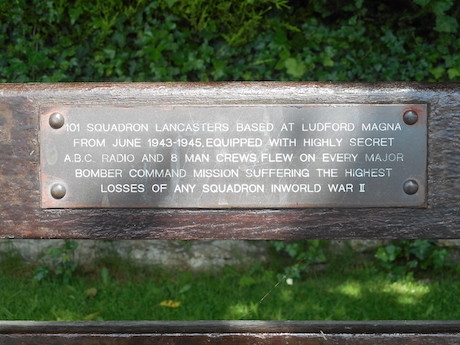 101 SQUADRON LANCASTERS BASED AT LUDFORD MAGNA
FROM JUNE 1943-1945, EQUIPPED WITH HIGHLY SECRET
A.B.C. RADIO AND 8 MAN CREWS, FLEW ON EVERY MAJOR
BOMBER COMMAND MISSION SUFFERING THE HIGHEST
LOSSES OF ANY SQUADRON INWORLD WAR II